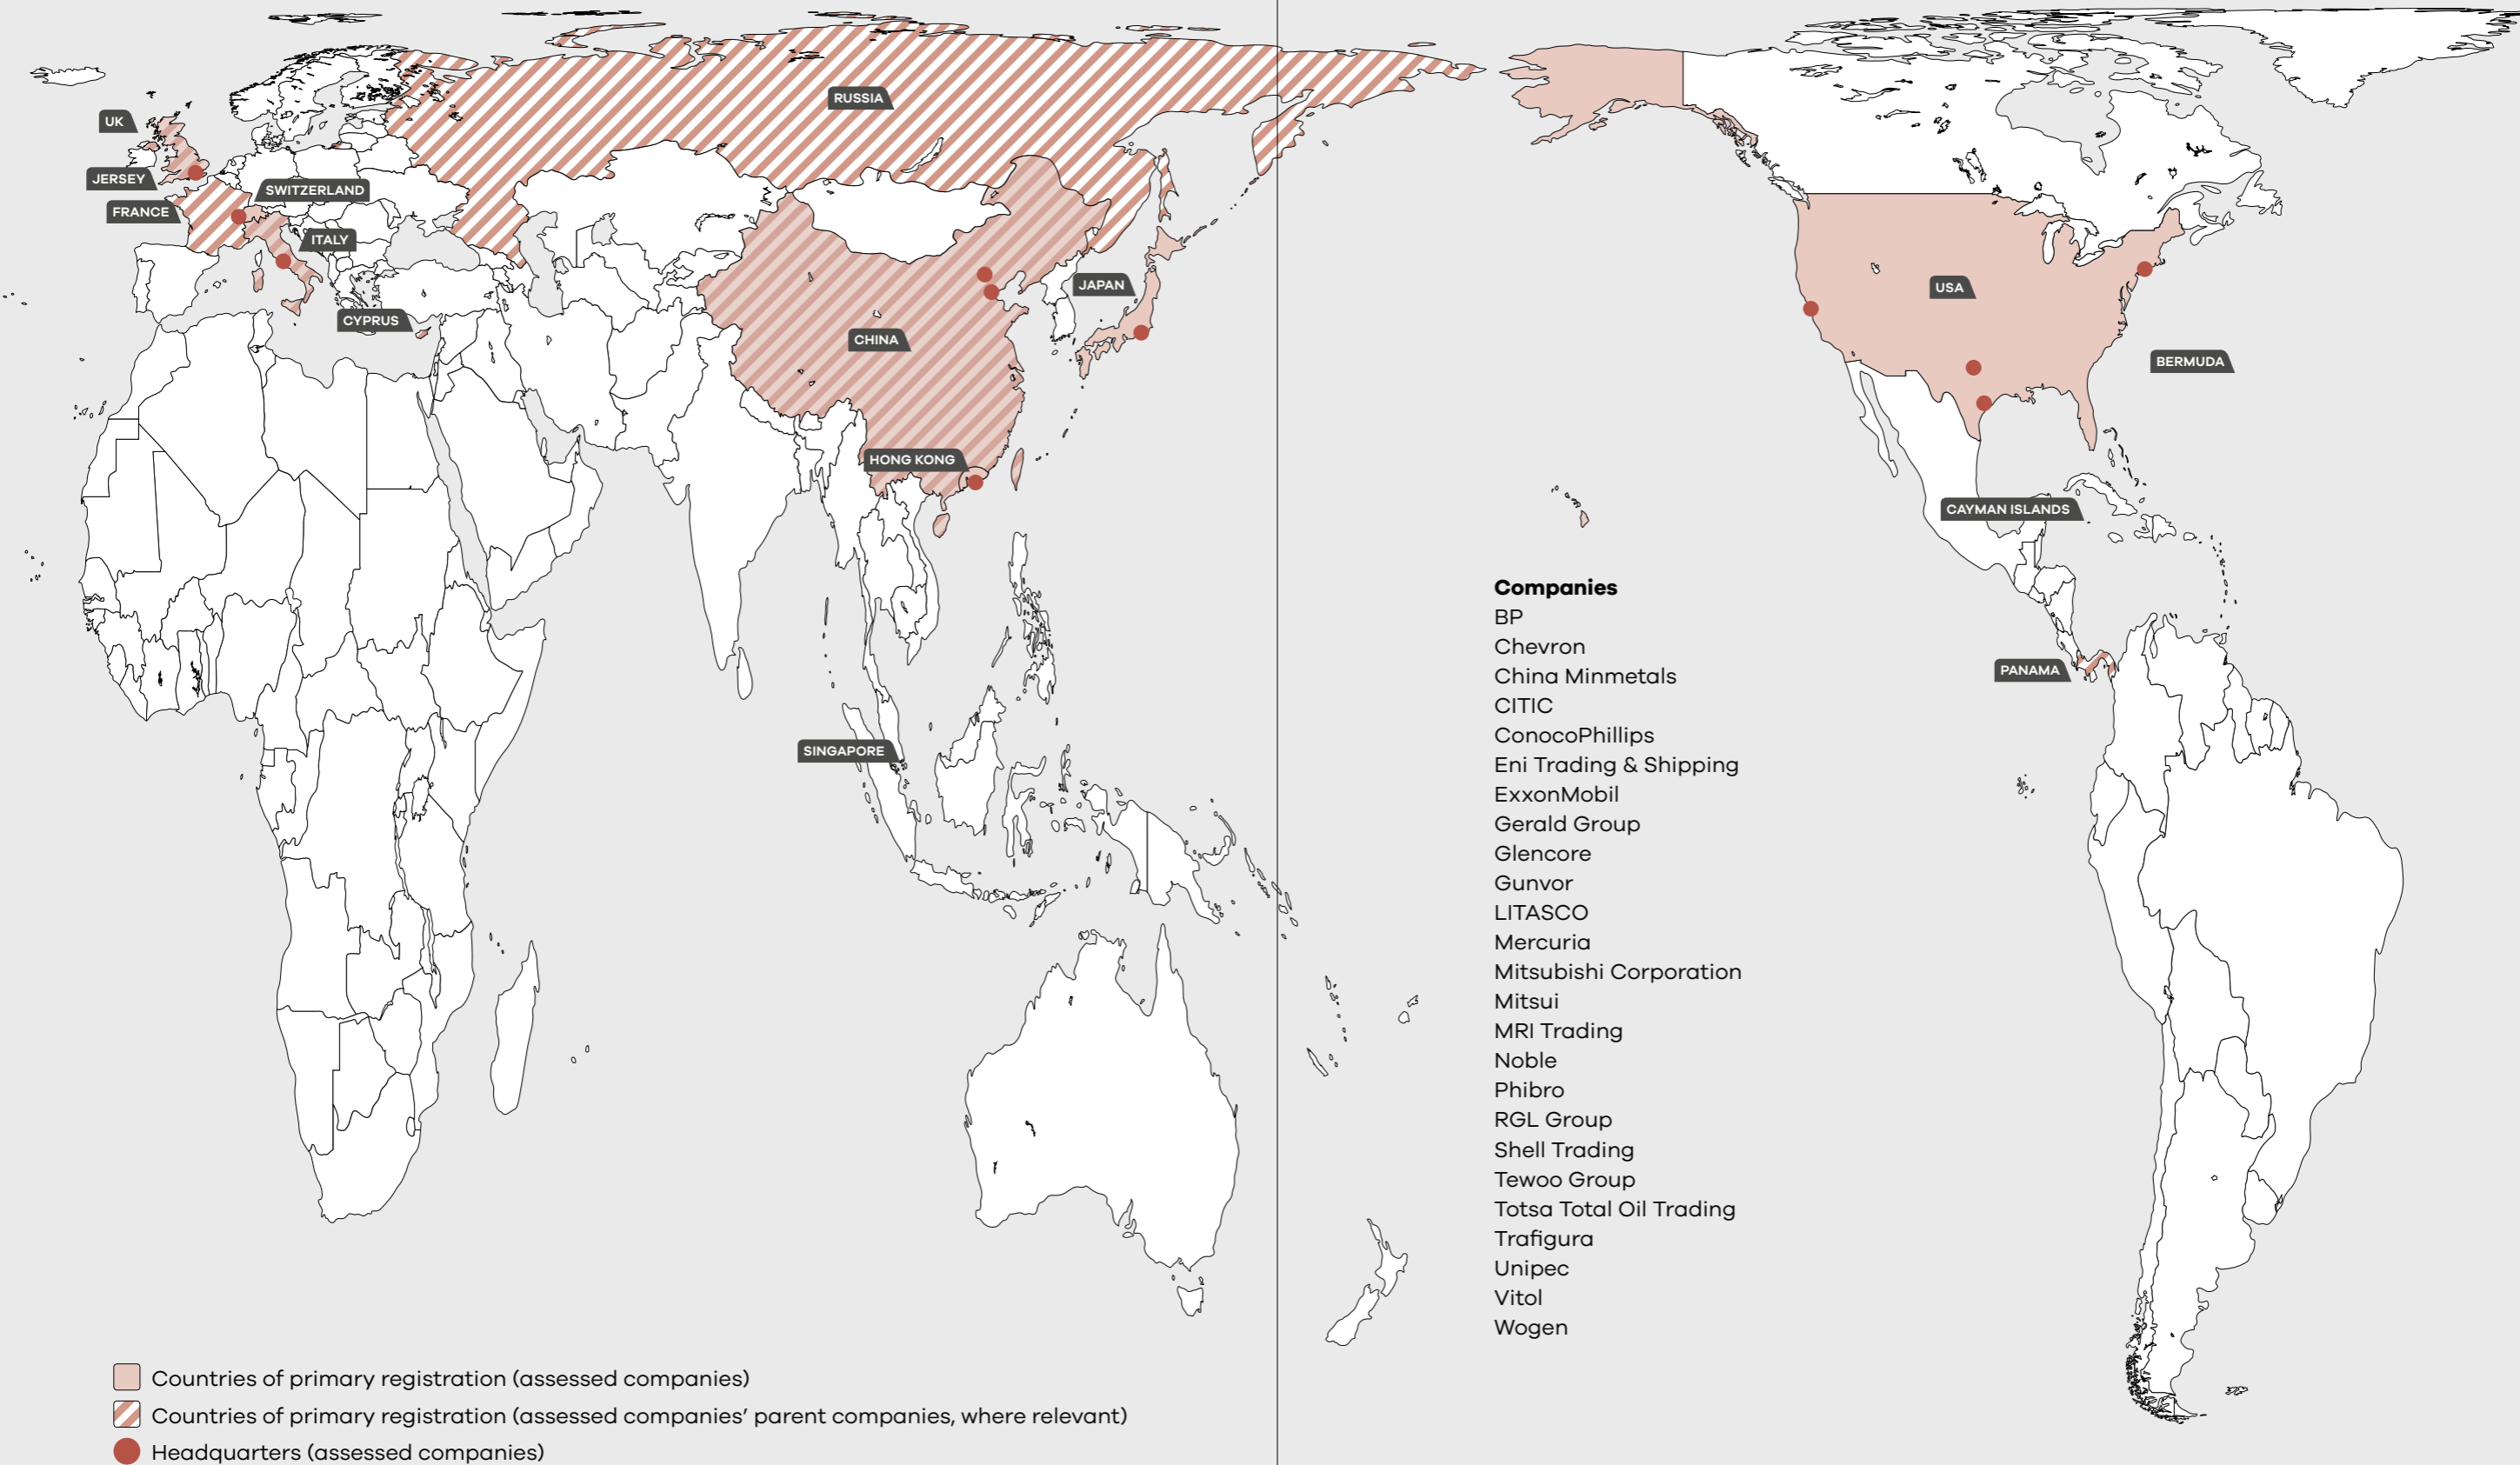 RUSSIA
UK
JERSEY
SWITZERLAND
FRANCE
ITALY
CYPRUS
JAPAN
CHINA
HONG KONG
SINGAPORE
USA
BERMUDA
CAYMAN ISLANDS
PANAMA
Companies
BP
Chevron
China Minmetals
CITIC
ConocoPhillips
Eni Trading & Shipping
ExxonMobil
Gerald Group
Glencore
Gunvor
LITASCO
Mercuria
Mitsubishi Corporation
Mitsui
MRI Trading
Noble
Phibro
RGL Group
Shell Trading
Tewoo Group
Totsa Total Oil Trading
Trafigura
Unipec
Vitol
Wogen
Countries of primary registration (assessed companies)
Countries of primary registration (assessed companies’ parent companies, where relevant)
Headquarters (assessed companies)